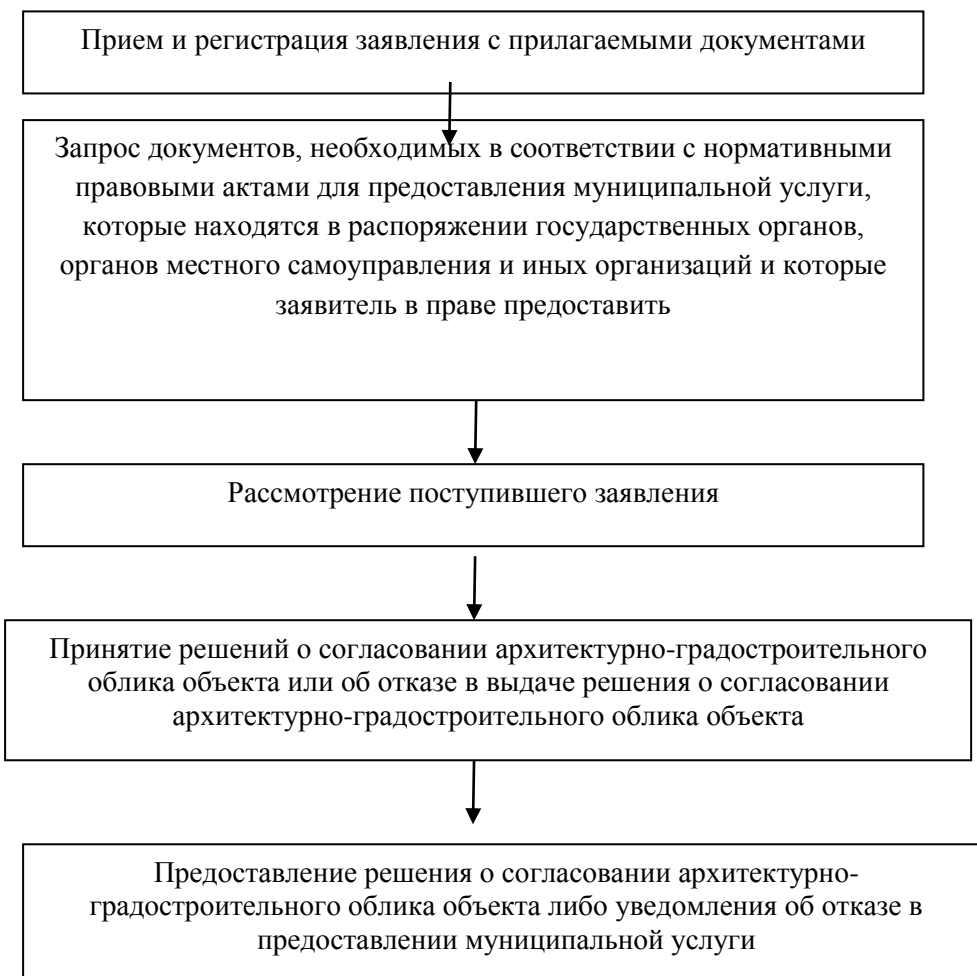 Прием и регистрация заявления с прилагаемыми документами
Запрос документов, необходимых в соответствии с нормативными
правовыми актами для предоставления муниципальной услуги,
которые находятся в распоряжении государственных органов,
органов местного самоуправления и иных организаций и которые
заявитель в праве предоставить
Рассмотрение поступившего заявления
Принятие решений о согласовании архитектурно-градостроительного
облика объекта или об отказе в выдаче решения о согласовании
архитектурно-градостроительного облика объекта
Предоставление решения о согласовании архитектурно-
градостроительного облика объекта либо уведомления об отказе в
предоставлении муниципальной услуги